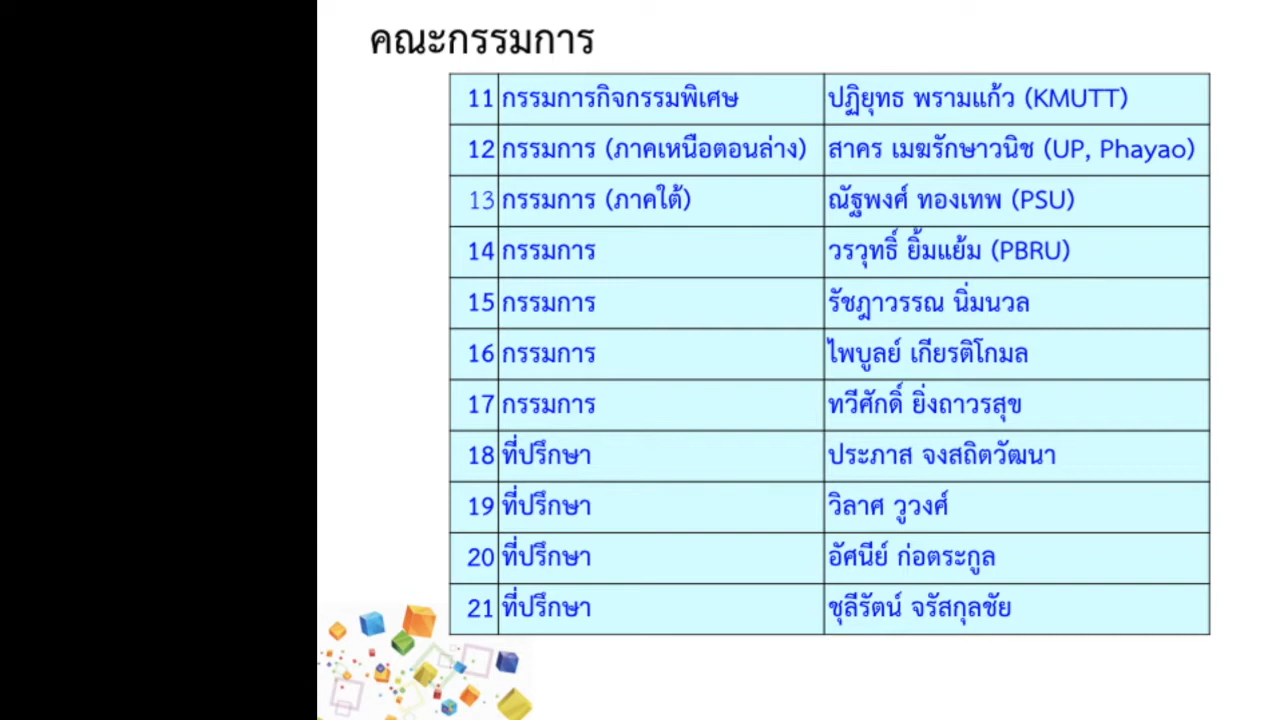 คณะกรรมการ
11 กรรมการกิจกรรมพิเศษ ปฏิยุทธ พรามแก้ว (KMUTT)
12 กรรมการ (ภาคเหนือตอนล่าง) สาคร เมฆรักษาวนิช (UP, Phayao)
13 กรรมการ (ภาคใต้) ณัฐพงศ์ ทองเทพ (PSU)
14 กรรมการ วรวุทธิ์ ยิ้มแย้ม (PBRU)
15 กรรมการ รัชฎาวรรณ นิ่มนวล
16 กรรมการ ไพบูลย์ เกียรติโกมล
17 กรรมการ ทวีศักดิ์ ยิ่งถาวรสุข
18 ที่ปรึกษา ประภาส จงสถิตวัฒนา
19 ที่ปรึกษา วิลาศ วูวงศ์
20 ที่ปรึกษา อัศนีย์ ก่อตระกูล
21 ที่ปรึกษา ชุลีรัตน์ จรัสกุลชัย